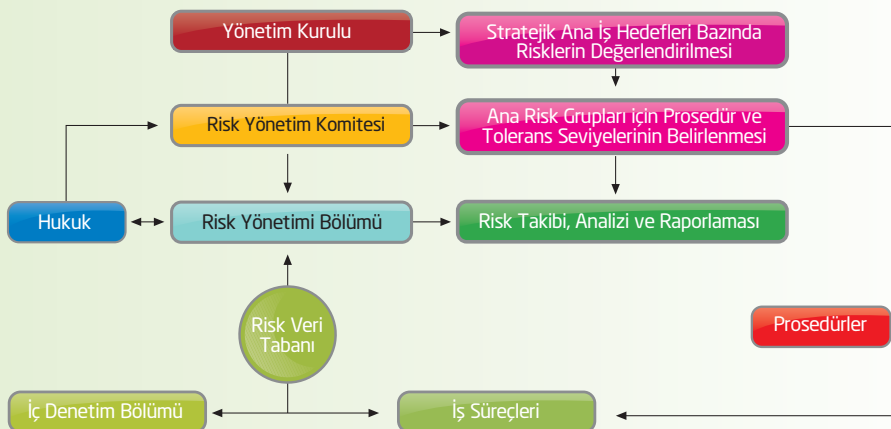 Yönetim Kurulu
Stratejik Ana İş Hedefleri Bazında
Risklerin Değerlendirilmesi
Risk Yönetim Komitesi
Ana Risk Grupları için Prosedür ve
Tolerans Seviyelerinin Belirlenmesi
Hukuk
Risk Yönetimi Bölümü
Risk Takibi, Analizi ve Raporlaması
Risk Veri
Tabanı
Prosedürler
İç Denetim Bölümü
İş Süreçleri